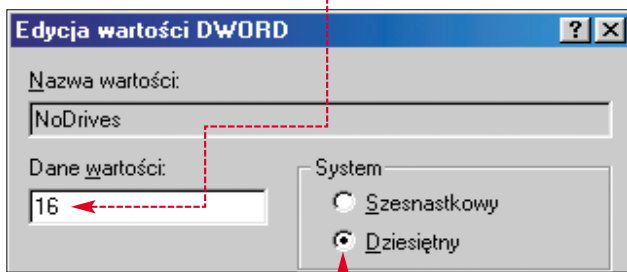 Edycja wartości DWORD
Nazwa wartości:
NoDrives
Dane wartości:
16
System
Szesnastkowy
Dziesiętny